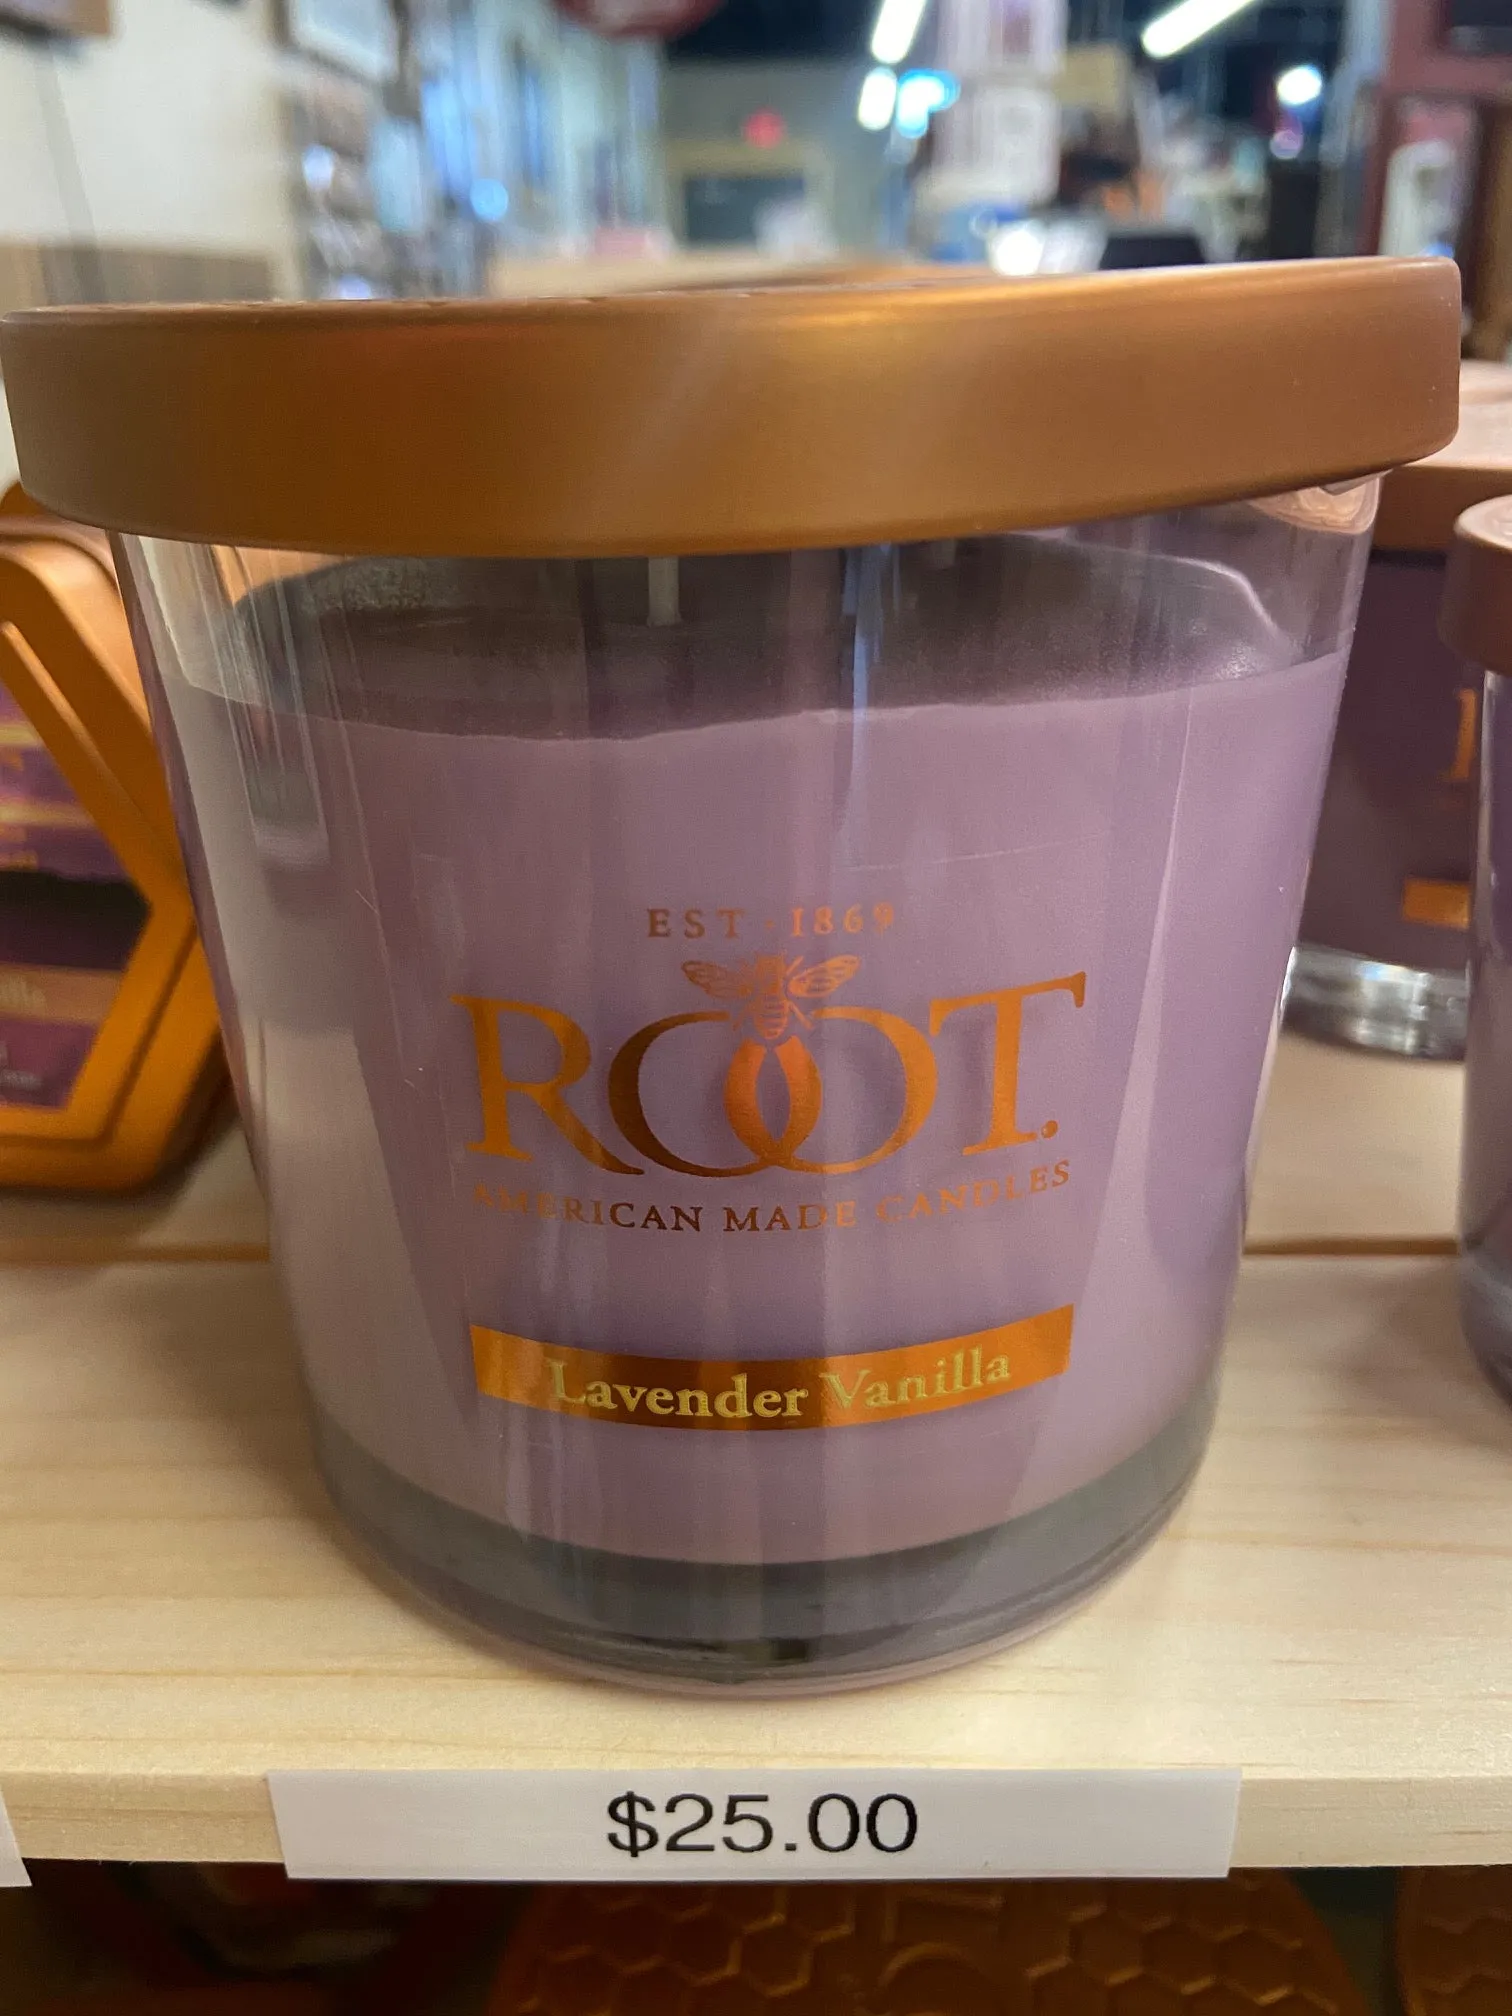 EST · 1869
ROOT.
AMERICAN MADE CANDLES
Lavender Vanilla
$25.00